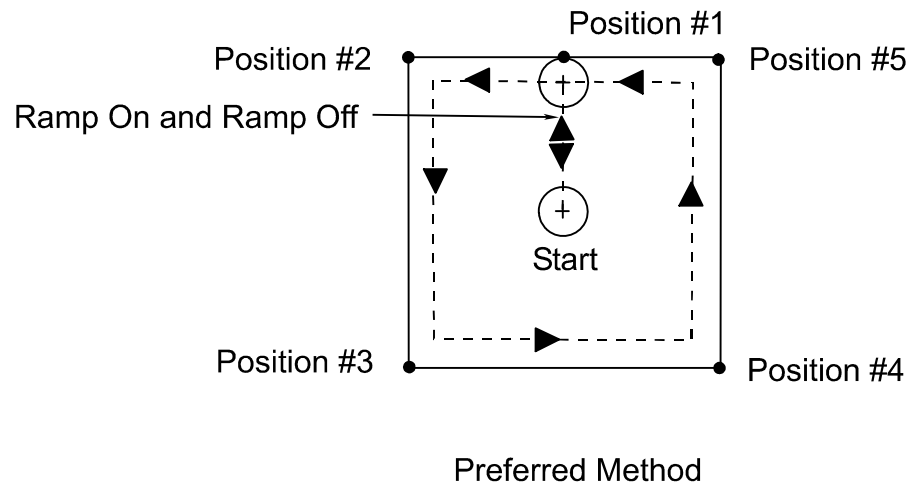 Position #1
Position #2
Position #5
Ramp On and Ramp Off
Start
Position #3
Position #4
Preferred Method